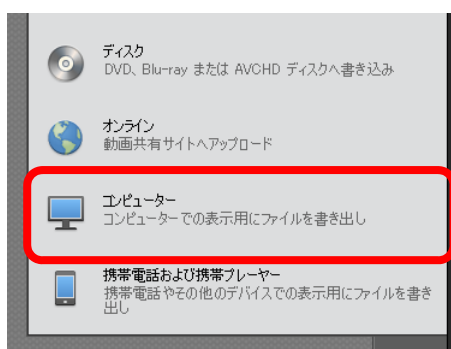 ディスク
DVD、Blu-ray または AVCHD ディスクへ書き込み
オンライン
動画共有サイトへアップロード
コンピューター
コンピューターでの表示用にファイルを書き出し
携帯電話および携帯プレーヤー
携帯電話やその他のデバイスでの表示用にファイルを書き
出し